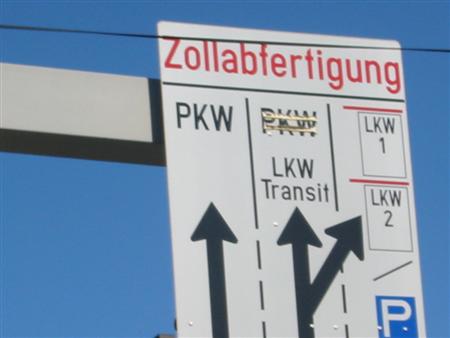 Zollabfertigung
PKW
PKW
LKW
Transit
LKW
1
LKW
2
P